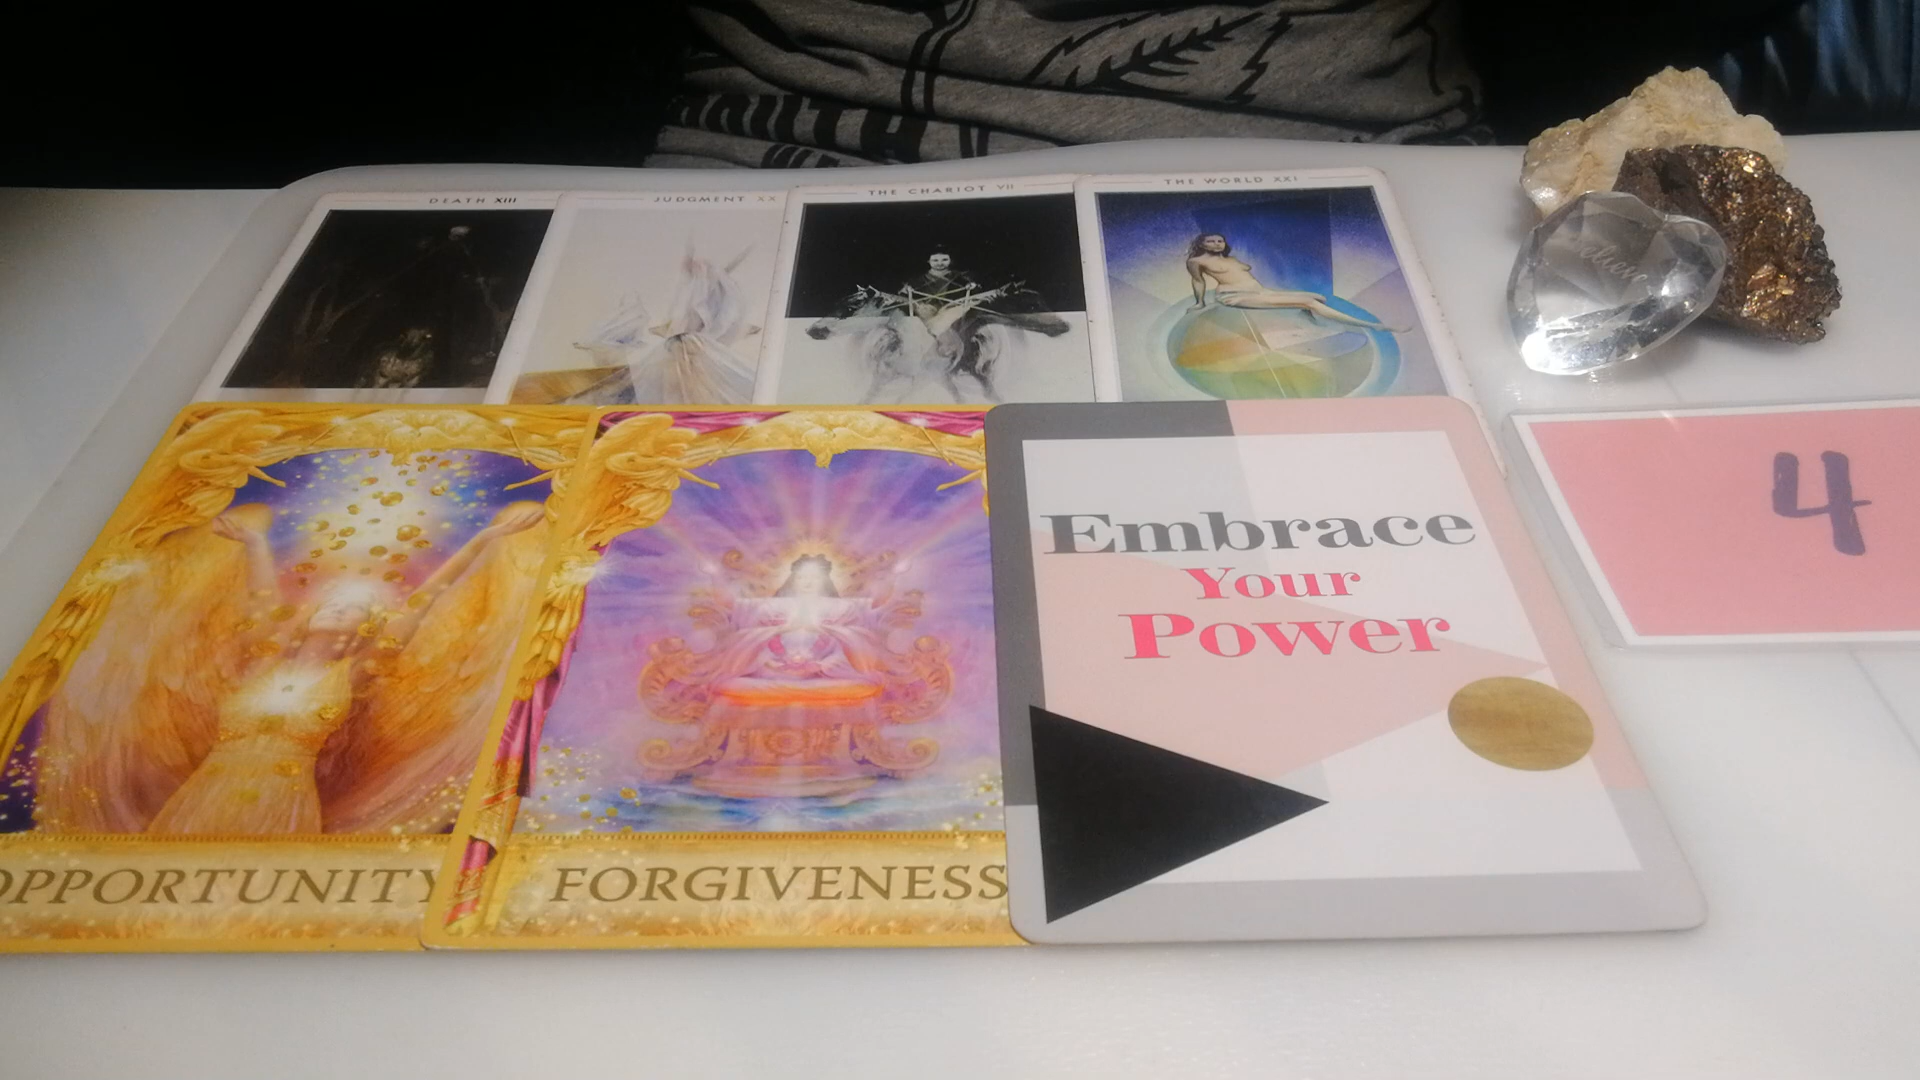 DEATH XIII
JUDGMENT XX
THE CHARIOT VII
THE WORLD XXI
OPPORTUNITY
FORGIVENESS
Embrace
Your
Power
4